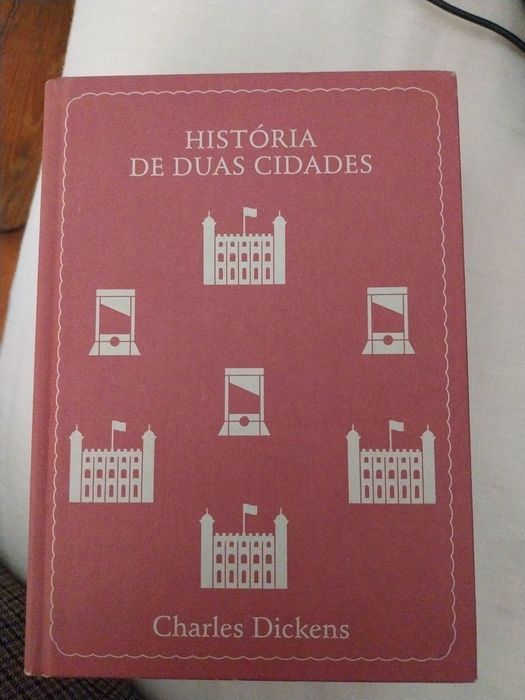 HISTÓRIA
DE DUAS CIDADES
Charles Dickens